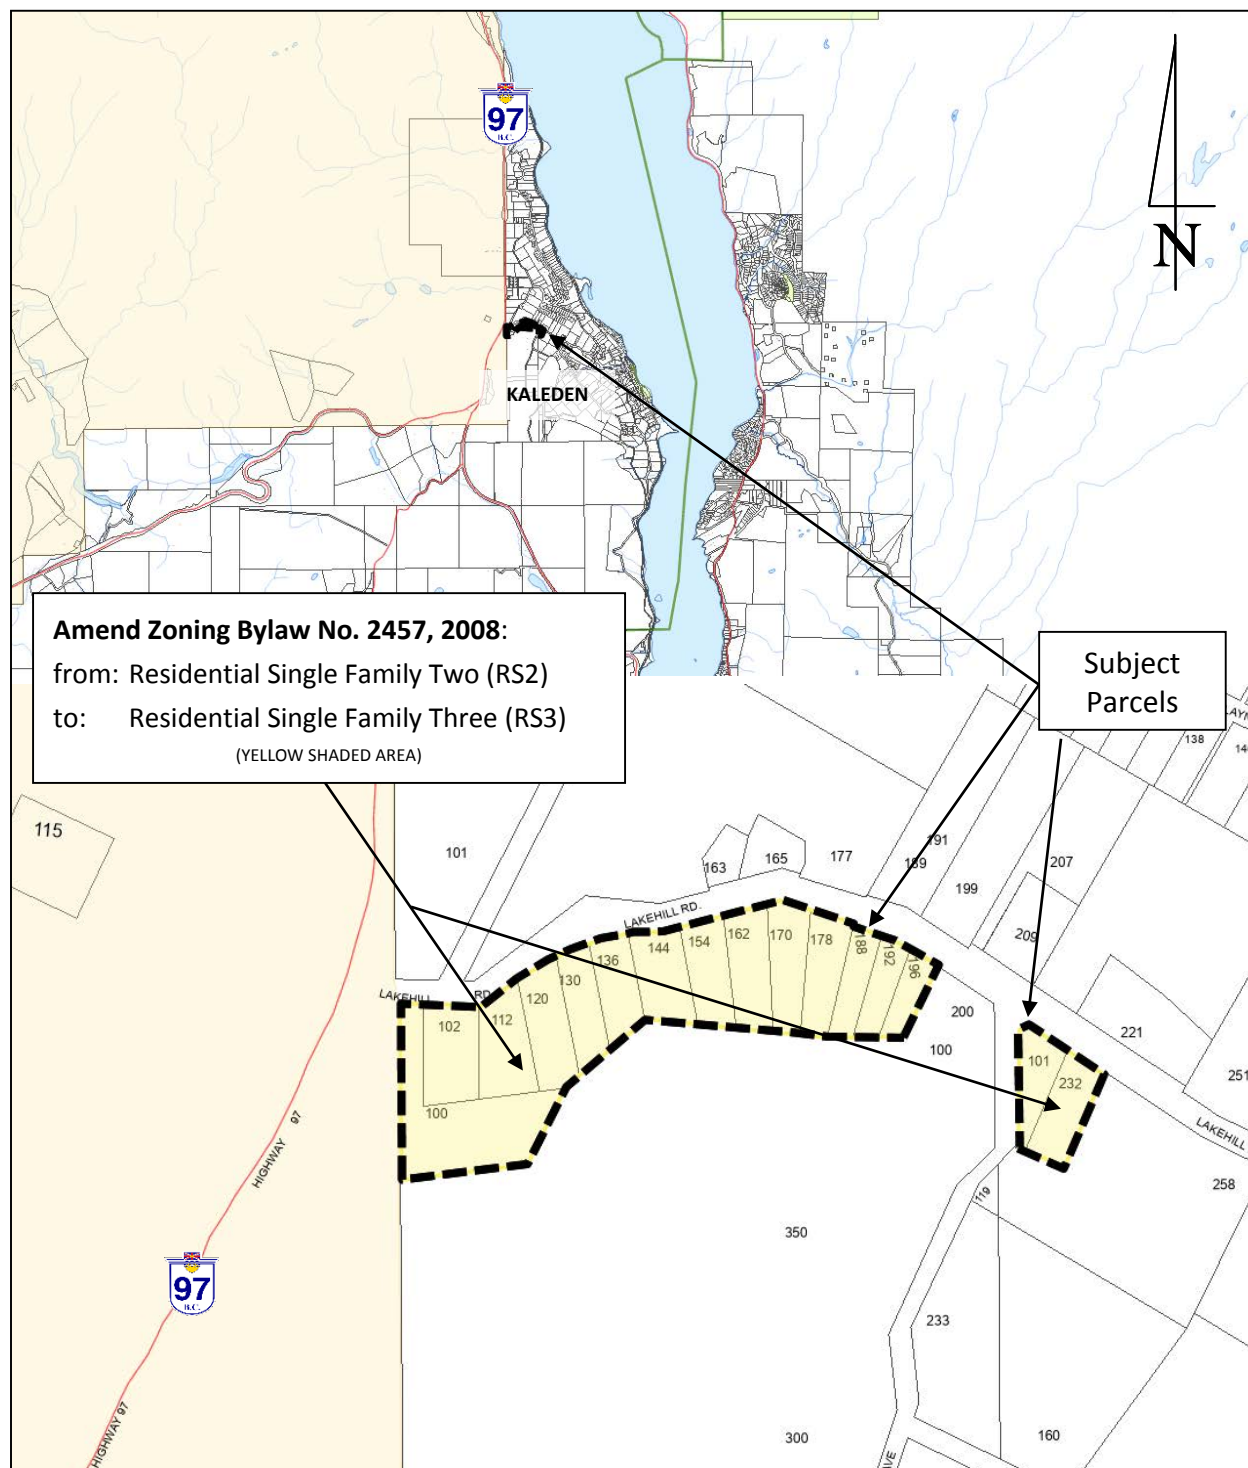 97
B.C.
N
KALEDEN
Amend Zoning Bylaw No. 2457, 2008:
from: Residential Single Family Two (RS2)
to: Residential Single Family Three (RS3)
(YELLOW SHADED AREA)
Subject
Parcels
138
115
101
163
165
177
191
189
199
207
209
LAKEHILL RD.
144
154
162
170
178
188
192
196
136
130
120
112
102
100
LAKEHILL RD.
200
100
221
251
101
232
LAKEHILL
258
119
HIGHWAY 97
350
97
B.C.
233
HIGHWAY 97
300
160
AVE